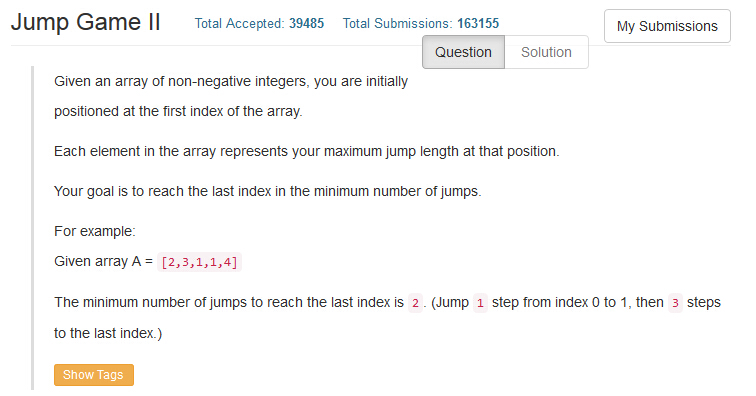 Jump Game II Total Accepted: 39485 Total Submissions: 163155 My Submissions
Question Solution
Given an array of non-negative integers, you are initially
positioned at the first index of the array.
Each element in the array represents your maximum jump length at that position.
Your goal is to reach the last index in the minimum number of jumps.
For example:
Given array A = [2,3,1,1,4]
The minimum number of jumps to reach the last index is 2 . (Jump 1 step from index 0 to 1, then 3 steps
to the last index.)
Show Tags